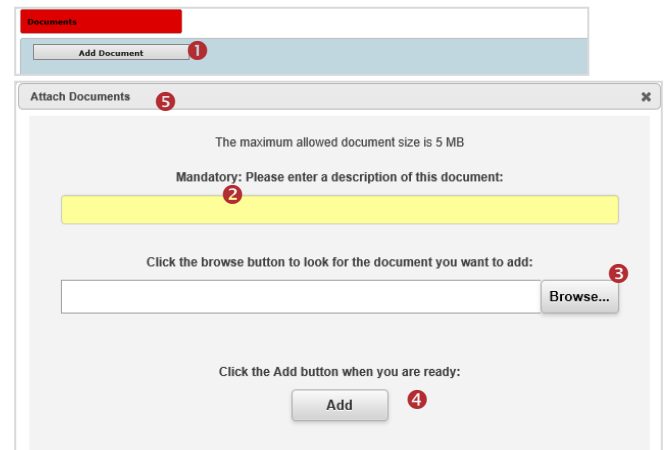 Documents
Add Document 1
Attach Documents 5 ✖
The maximum allowed document size is 5 MB
Mandatory: Please enter a description of this document:
2
Click the browse button to look for the document you want to add:
3
Browse...
Click the Add button when you are ready:
Add 4